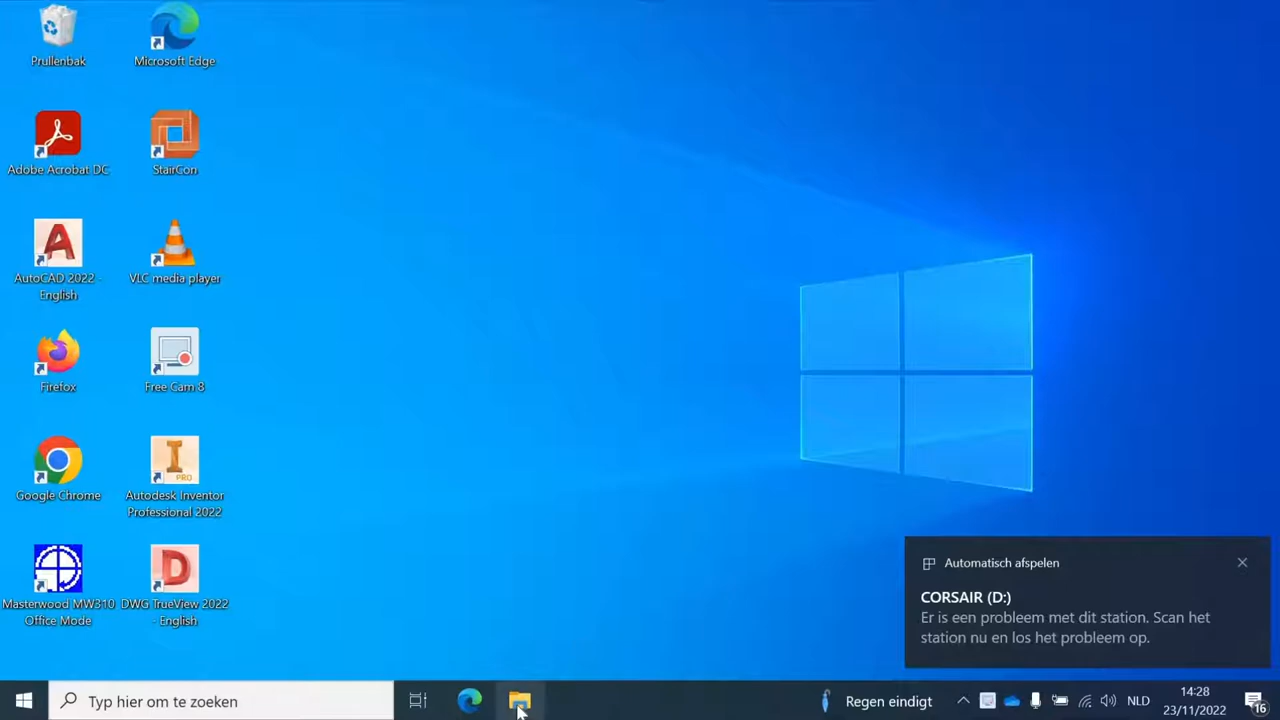 Prullenbak
Microsoft Edge
Adobe Acrobat DC
StairCon
AutoCAD 2022 -
English
VLC media player
Firefox
Free Cam 8
Google Chrome
Autodesk Inventor
Professional 2022
Masterwood MW310
Office Mode
DWG TrueView 2022
- English
PRO
Automatisch afspelen
CORSAIR (D:)
Er is een probleem met dit station. Scan het
station nu en los het probleem op.
Typ hier om te zoeken
Regen eindigt
NLD
14:28
23/11/2022
16